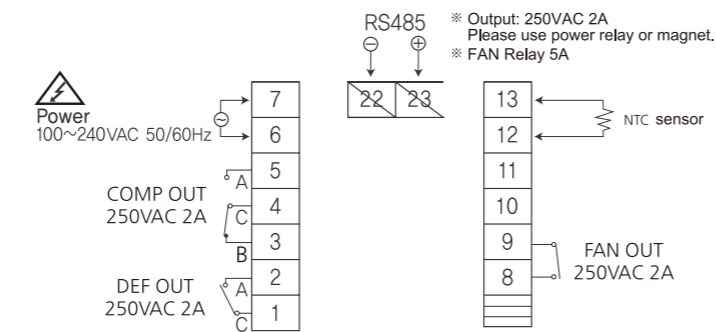 RS485
※ Output: 250VAC 2A
Please use power relay or magnet.
※ FAN Relay 5A
Power
100~240VAC 50/60Hz
7
6
5
4
3
2
1
A
C
B
A
C
COMP OUT
250VAC 2A
DEF OUT
250VAC 2A
22 23
13
12
11
10
9
8
NTC sensor
FAN OUT
250VAC 2A